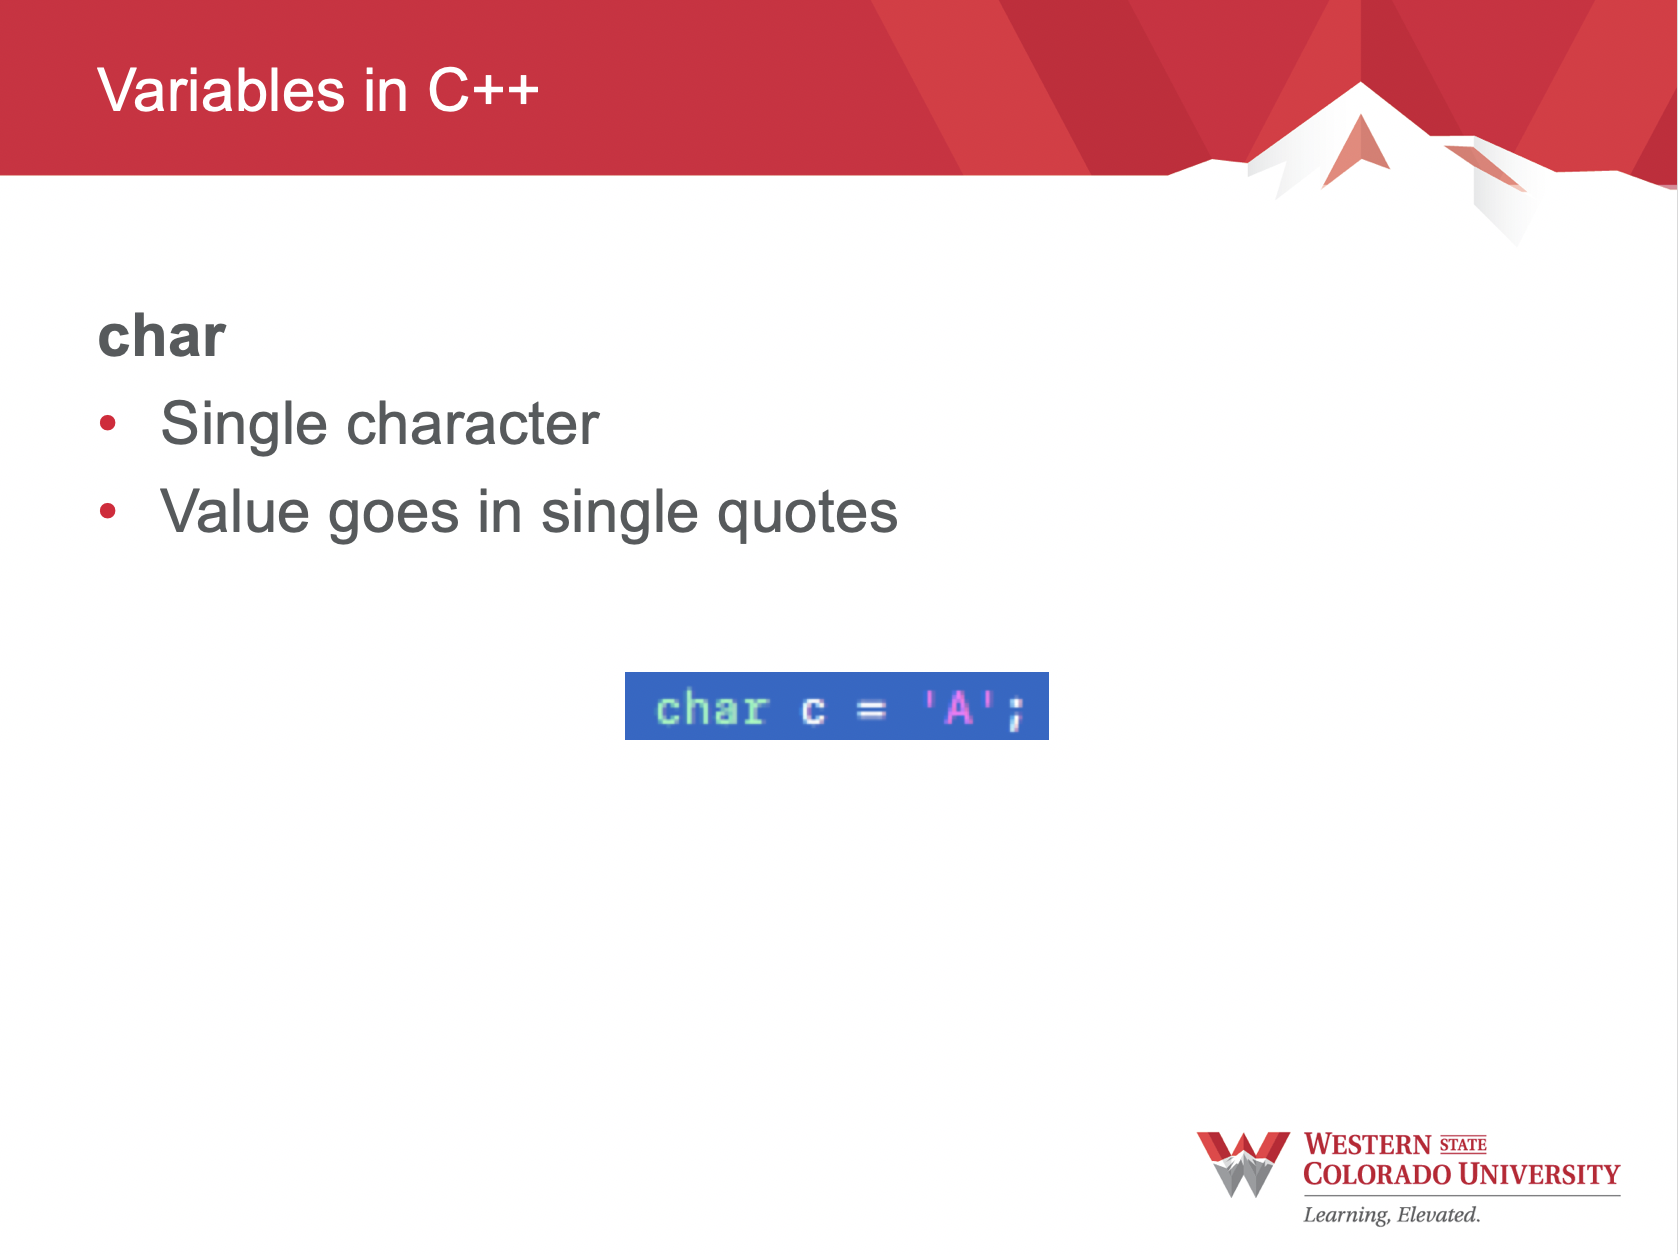 Variables in C++
char
• Single character
• Value goes in single quotes
char c = 'A';
WESTERN STATE
COLORADO UNIVERSITY
Learning, Elevated.